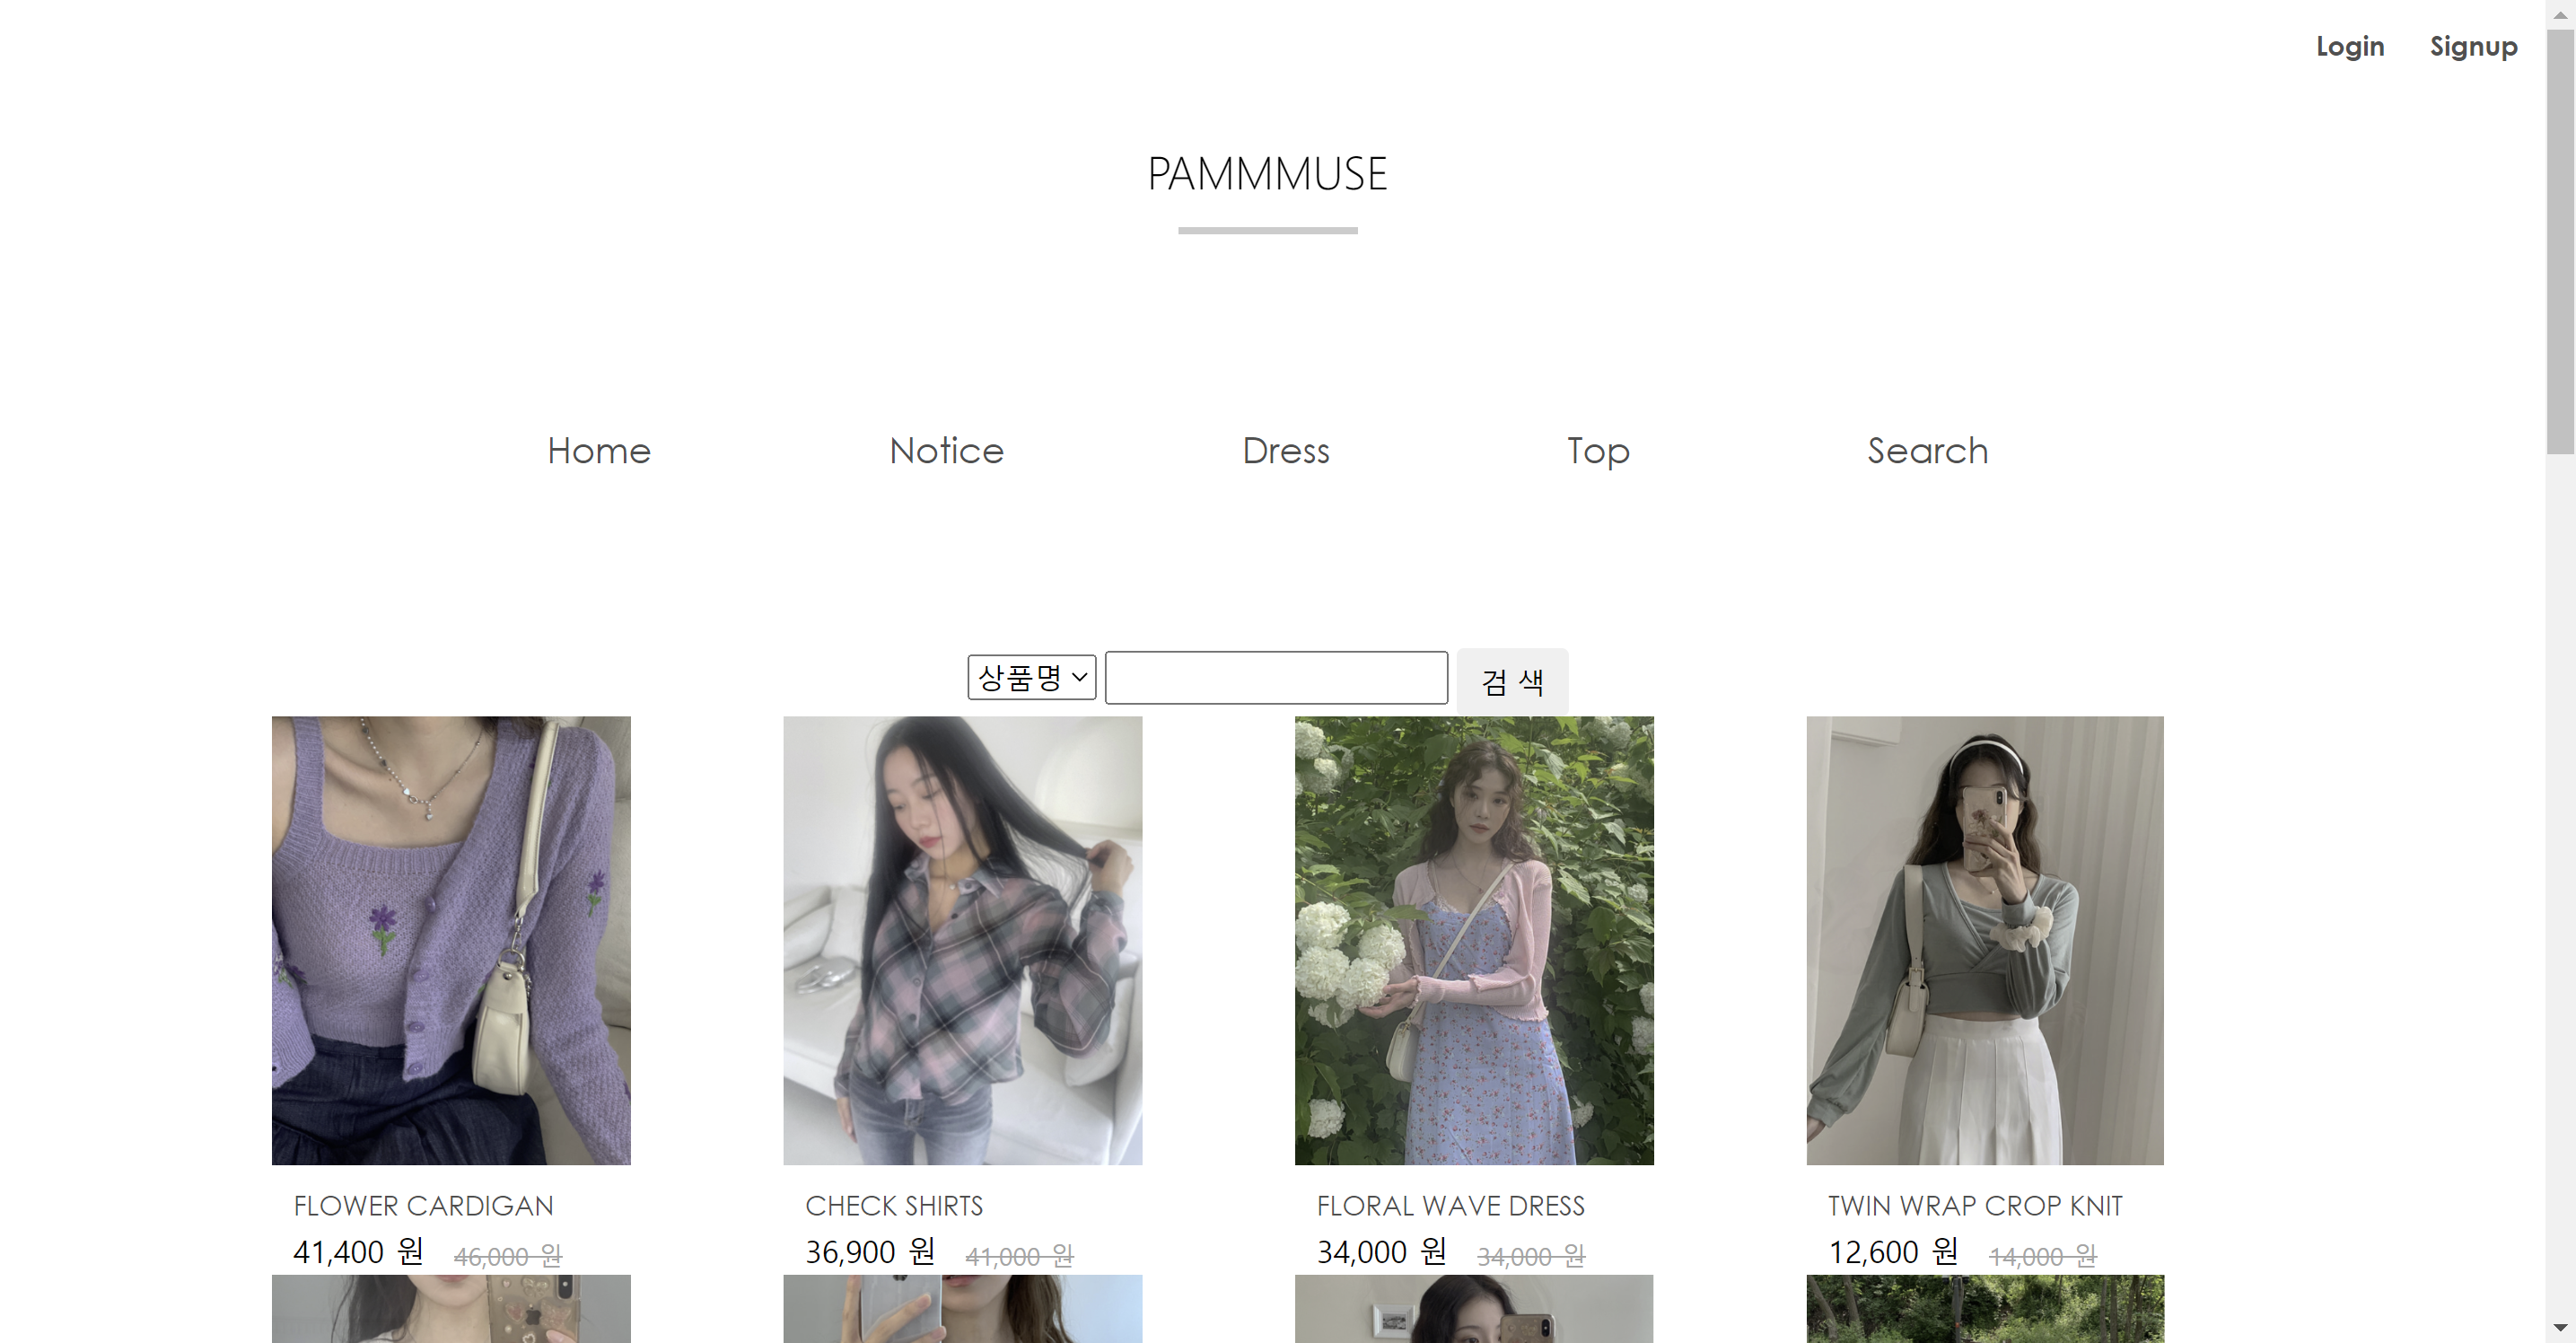 Login Signup
PAMMMUSE
Home Notice Dress Top Search
상품명 검 색
FLOWER CARDIGAN CHECK SHIRTS FLORAL WAVE DRESS TWIN WRAP CROP KNIT
41,400 원 46,000 원 36,900 원 41,000 원 34,000 원 34,000 원 12,600 원 14,000 원